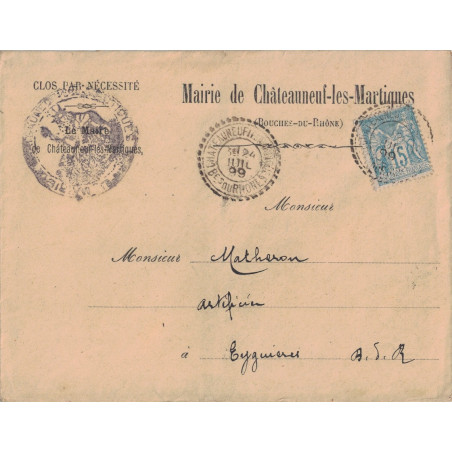 CLOS PAR NÉCESSITÉ
Le Maire
de Châteauneuf-les-Martigues,
Mairie de Châteauneuf-les-Martigues
(BOUCHES-DU-RHÔNE)
99
15
Monsieur
Monsieur Matheron
artificier
à Eyguières B. d. R